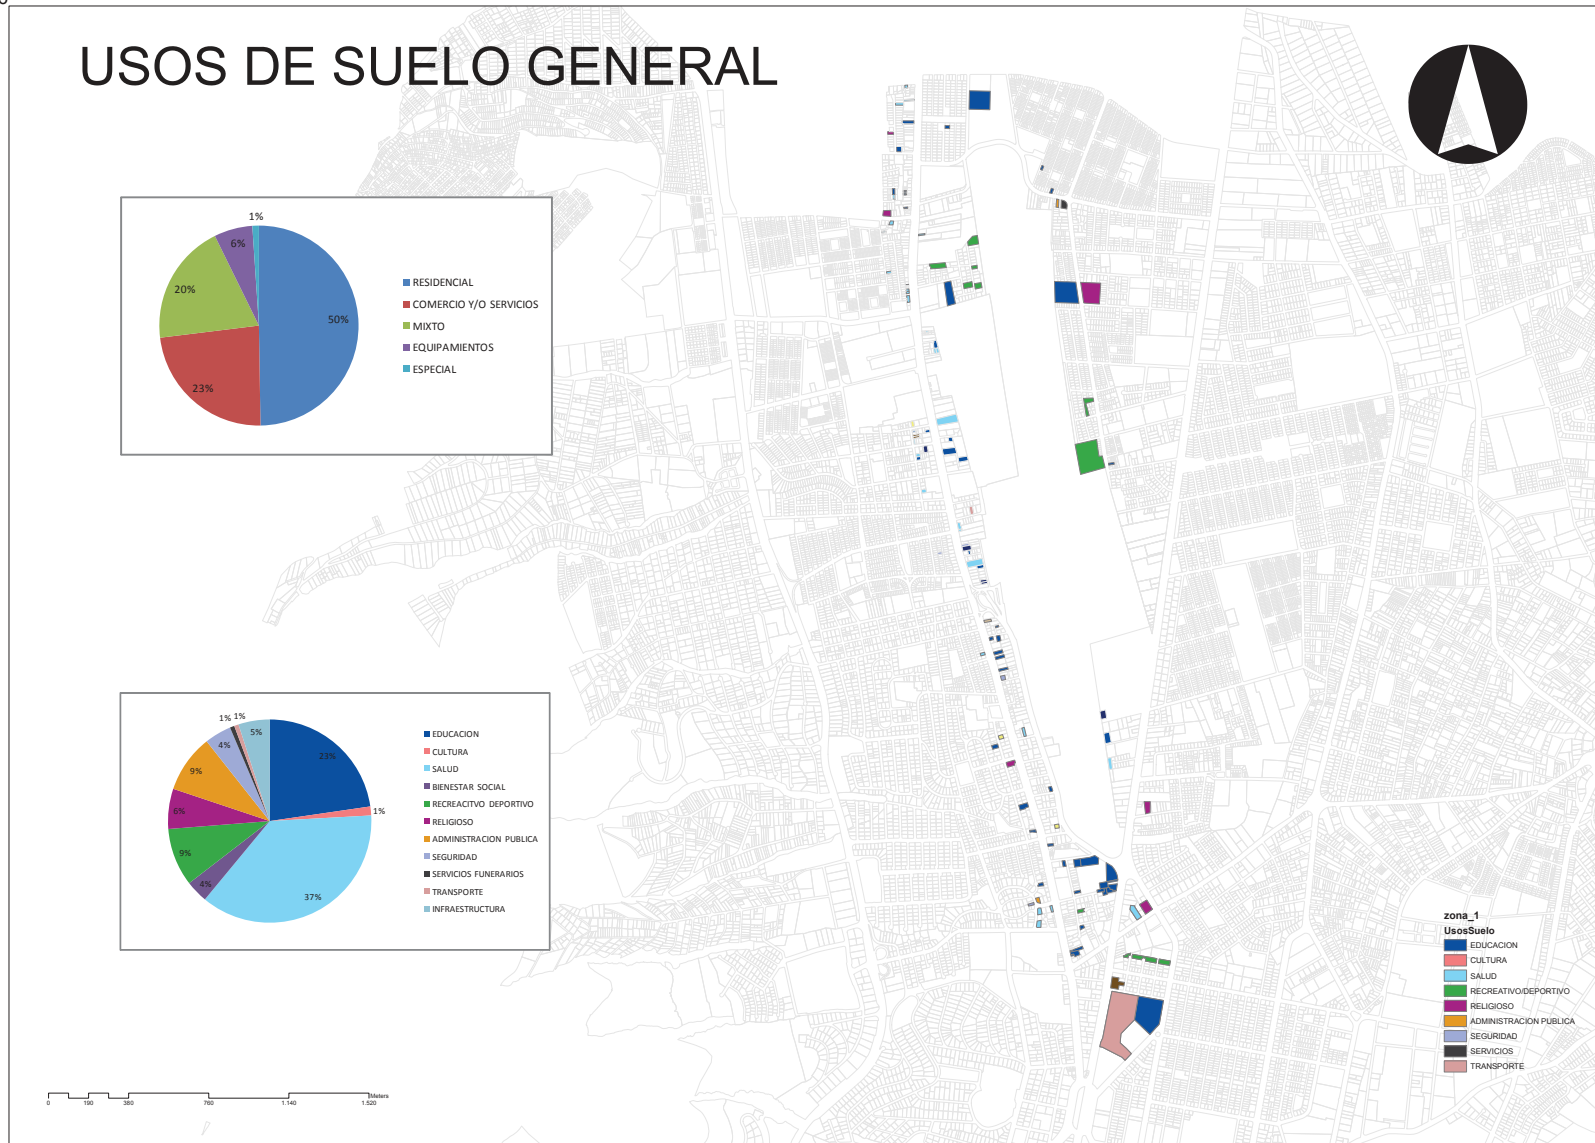 USOS DE SUELO GENERAL
1%
6%
20%
50%
23%
RESIDENCIAL
COMERCIO Y/O SERVICIOS
MIXTO
EQUIPAMIENTOS
ESPECIAL
1% 1%
5%
4%
23%
9%
1%
6%
9%
4%
37%
EDUCACION
CULTURA
SALUD
BIENESTAR SOCIAL
RECREACITVO DEPORTIVO
RELIGIOSO
ADMINISTRACION PUBLICA
SEGURIDAD
SERVICIOS FUNERARIOS
TRANSPORTE
INFRAESTRUCTURA
zona_1
UsosSuelo
EDUCACION
CULTURA
SALUD
RECREATIVO/DEPORTIVO
RELIGIOSO
ADMINISTRACION PUBLICA
SEGURIDAD
SERVICIOS
TRANSPORTE
Meters
0 190 380 760 1.140 1.520